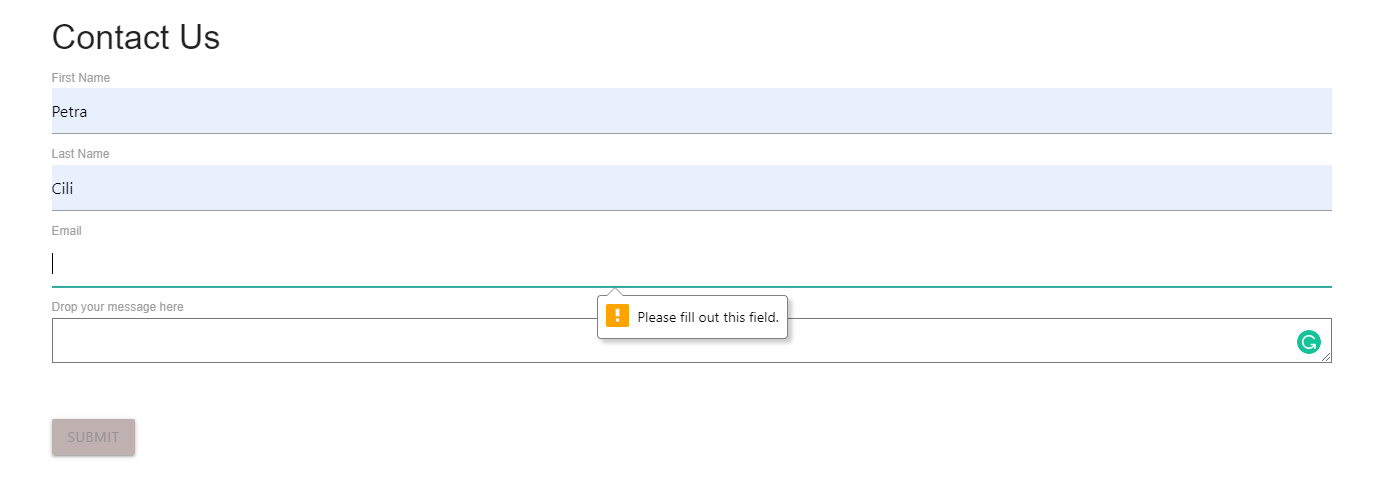 Contact Us
First Name
Petra
Last Name
Cili
Email
Please fill out this field.
Drop your message here
SUBMIT